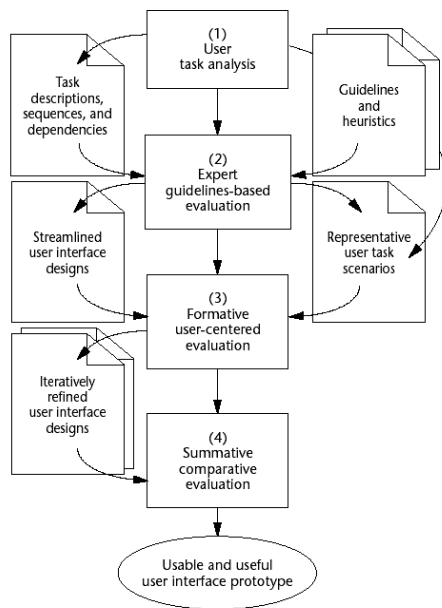 (1)
User
task analysis
Task
descriptions,
sequences, and
dependencies
Guidelines
and
heuristics
(2)
Expert
guidelines-based
evaluation
Streamlined
user interface
designs
Representative
user task
scenarios
(3)
Formative
user-centered
evaluation
Iteratively
refined
user interface
designs
(4)
Summative
comparative
evaluation
Usable and useful
user interface prototype